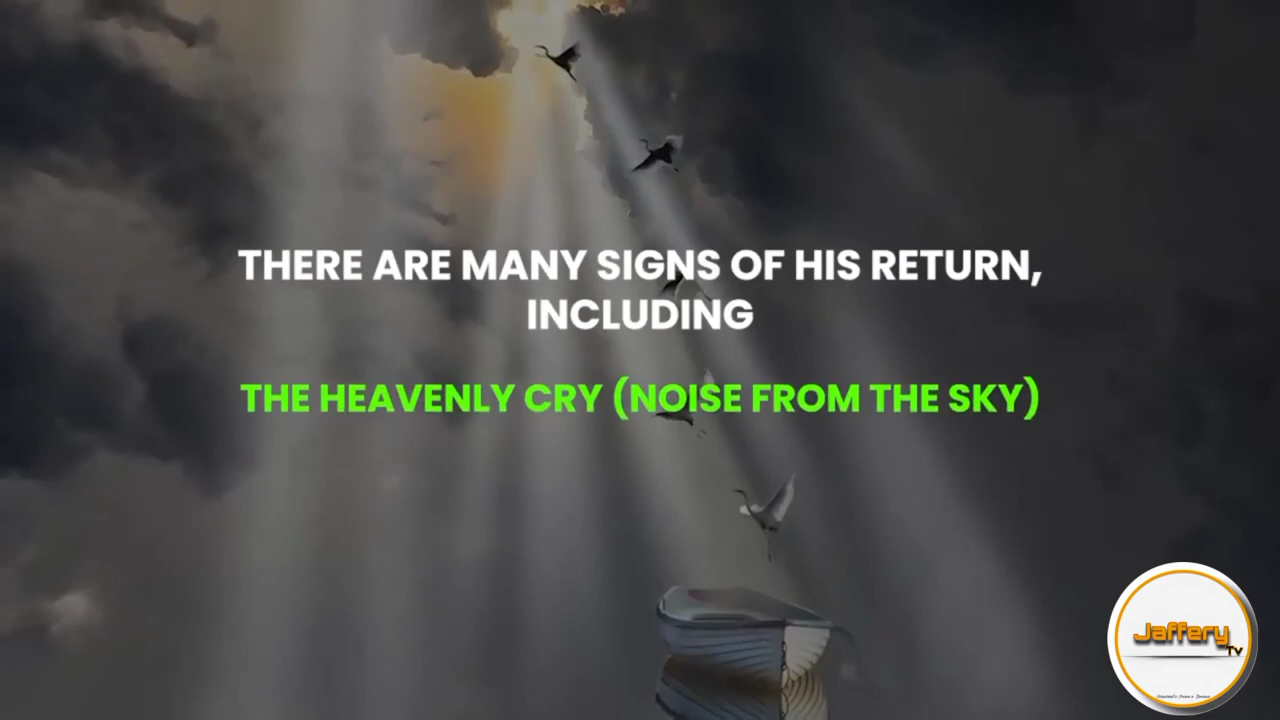 THERE ARE MANY SIGNS OF HIS RETURN,
INCLUDING
THE HEAVENLY CRY (NOISE FROM THE SKY)
Jaffery
Tv